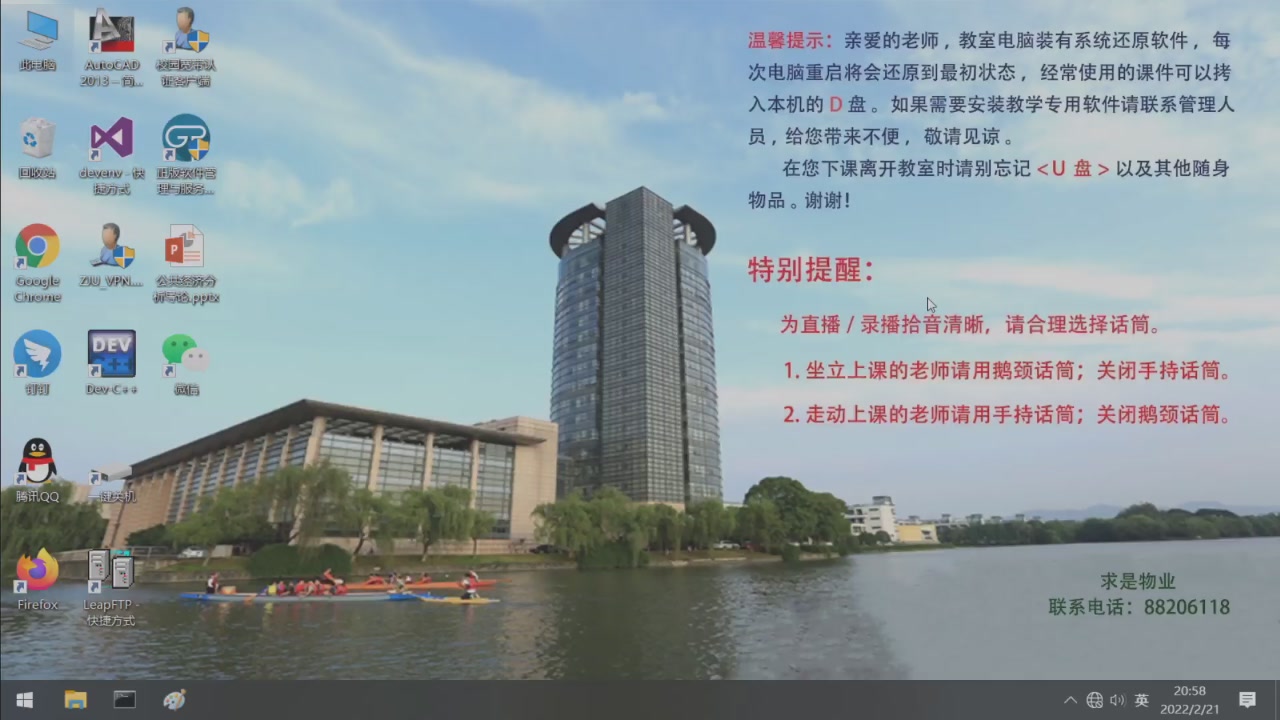 此电脑
AutoCAD 2013 - 简...
校园宽带认证客户端
回收站
devenv - 快捷方式
正版软件管理与服务...
Google Chrome
ZJU_VPN...
公共经济分析导论.pptx
钉钉
Dev-C++
微信
腾讯QQ
一键关机
Firefox
LeapFTP - 快捷方式
温馨提示：亲爱的老师，教室电脑装有系统还原软件，每
次电脑重启将会还原到最初状态，经常使用的课件可以拷
入本机的 D 盘。如果需要安装教学专用软件请联系管理人
员，给您带来不便，敬请见谅。
在您下课离开教室时请别忘记 <U 盘> 以及其他随身
物品。谢谢！
特别提醒：
为直播 / 录播拾音清晰，请合理选择话筒。
1. 坐立上课的老师请用鹅颈话筒；关闭手持话筒。
2. 走动上课的老师请用手持话筒；关闭鹅颈话筒。
求是物业
联系电话：88206118
英
20:58
2022/2/21